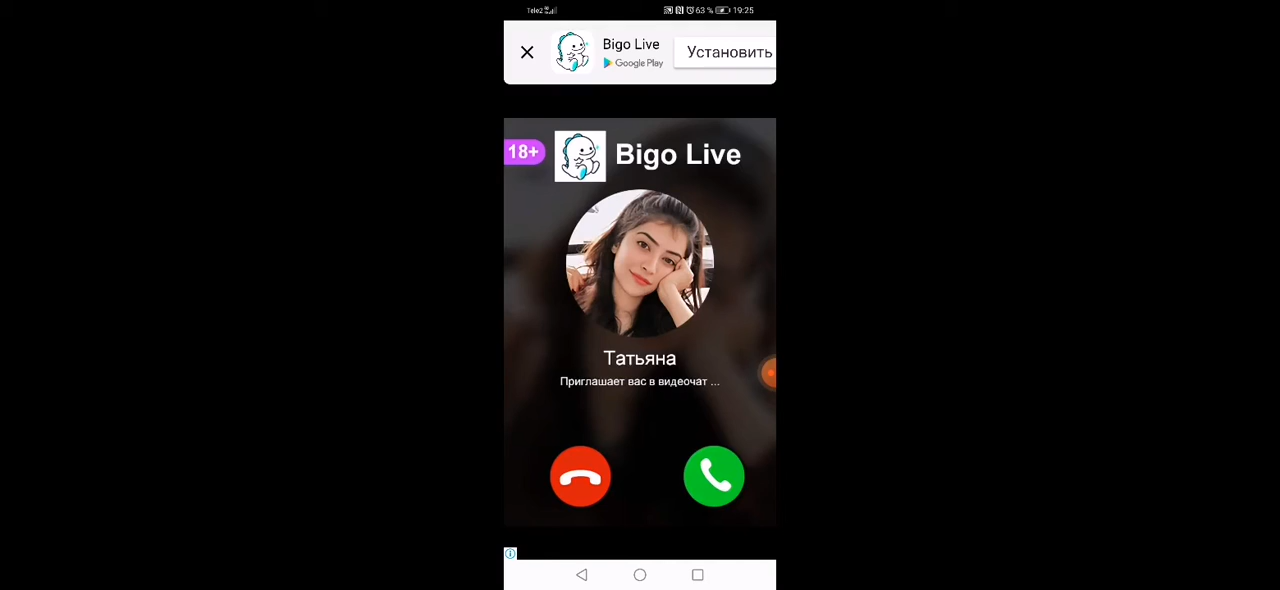 Tele2
63 %
19:25
Bigo Live
Google Play
Установить
18+
Bigo Live
Татьяна
Приглашает вас в видеочат ...